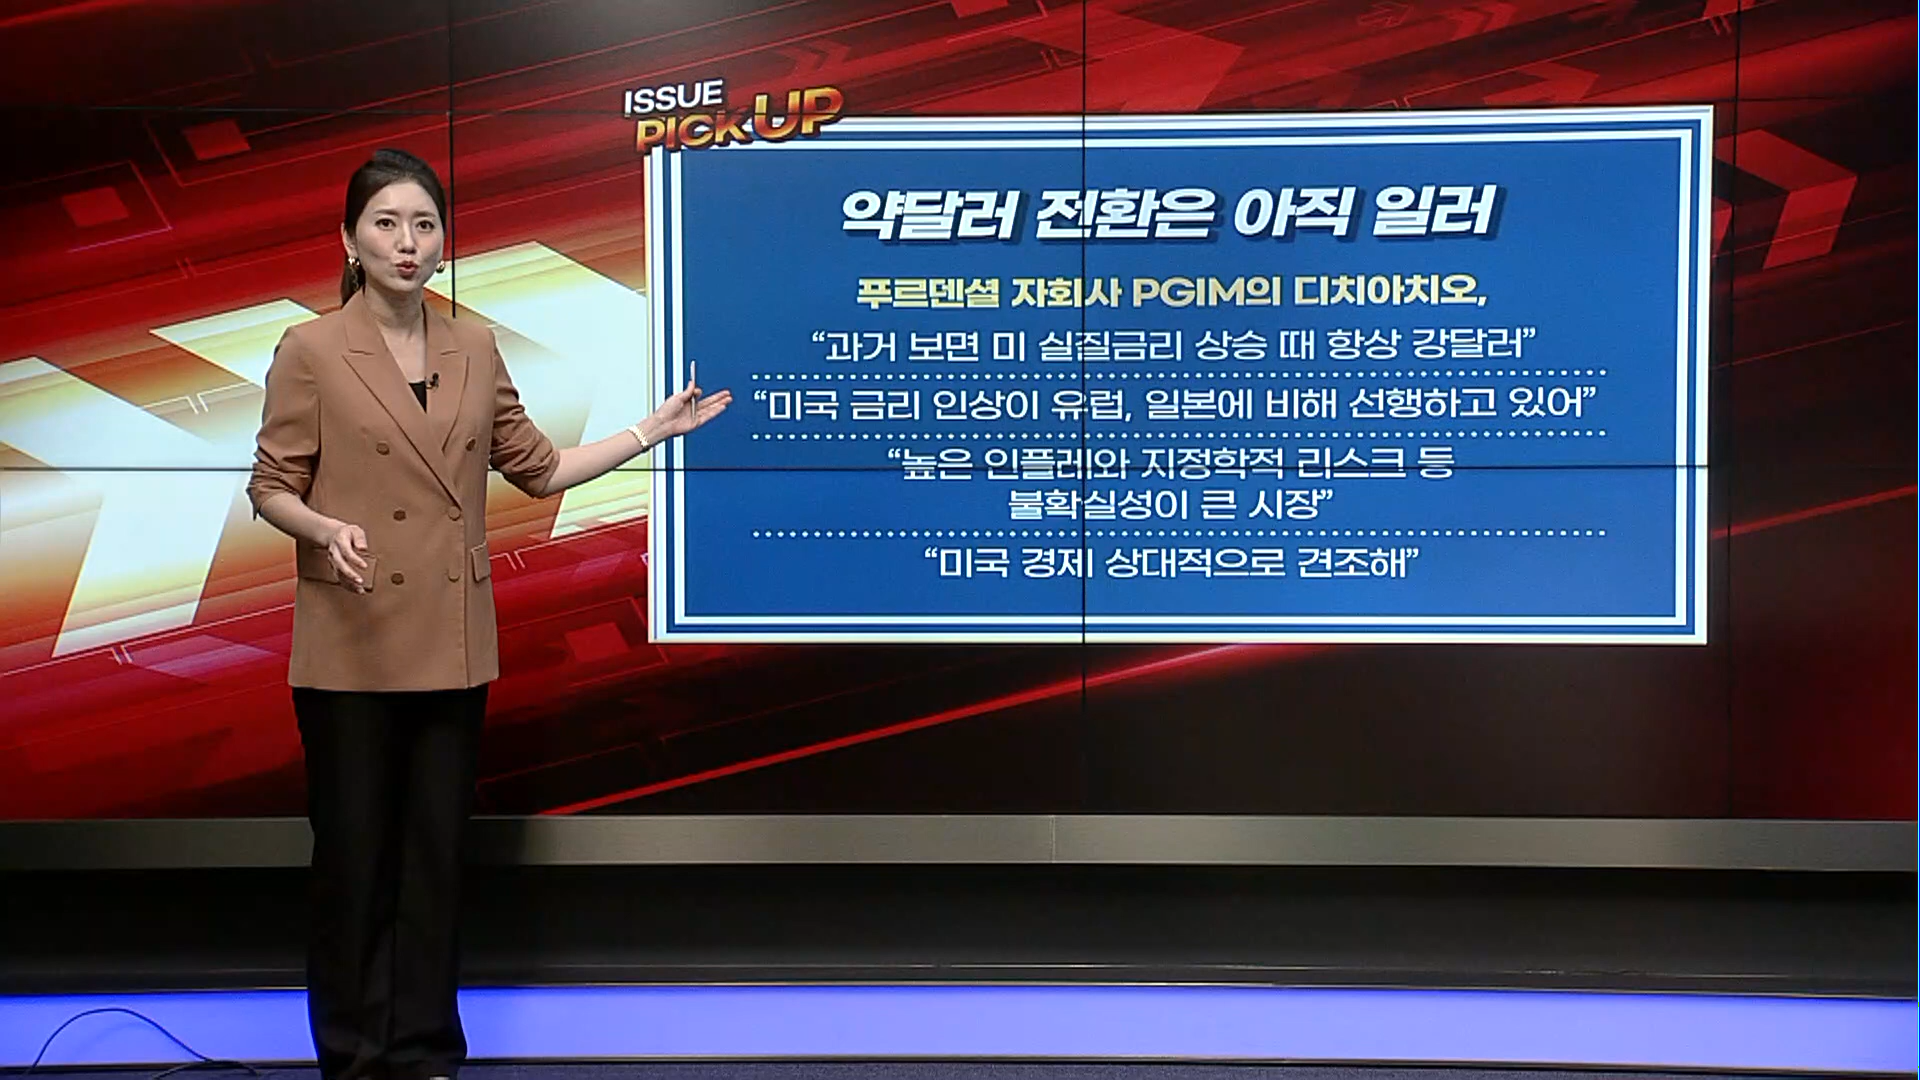 ISSUE
PICK UP
약달러 전환은 아직 일러
푸르덴셜 자회사 PGIM의 디치아치오,
“과거 보면 미 실질금리 상승 때 항상 강달러”
“미국 금리 인상이 유럽, 일본에 비해 선행하고 있어”
“높은 인플레와 지정학적 리스크 등
불확실성이 큰 시장”
“미국 경제 상대적으로 견조해”